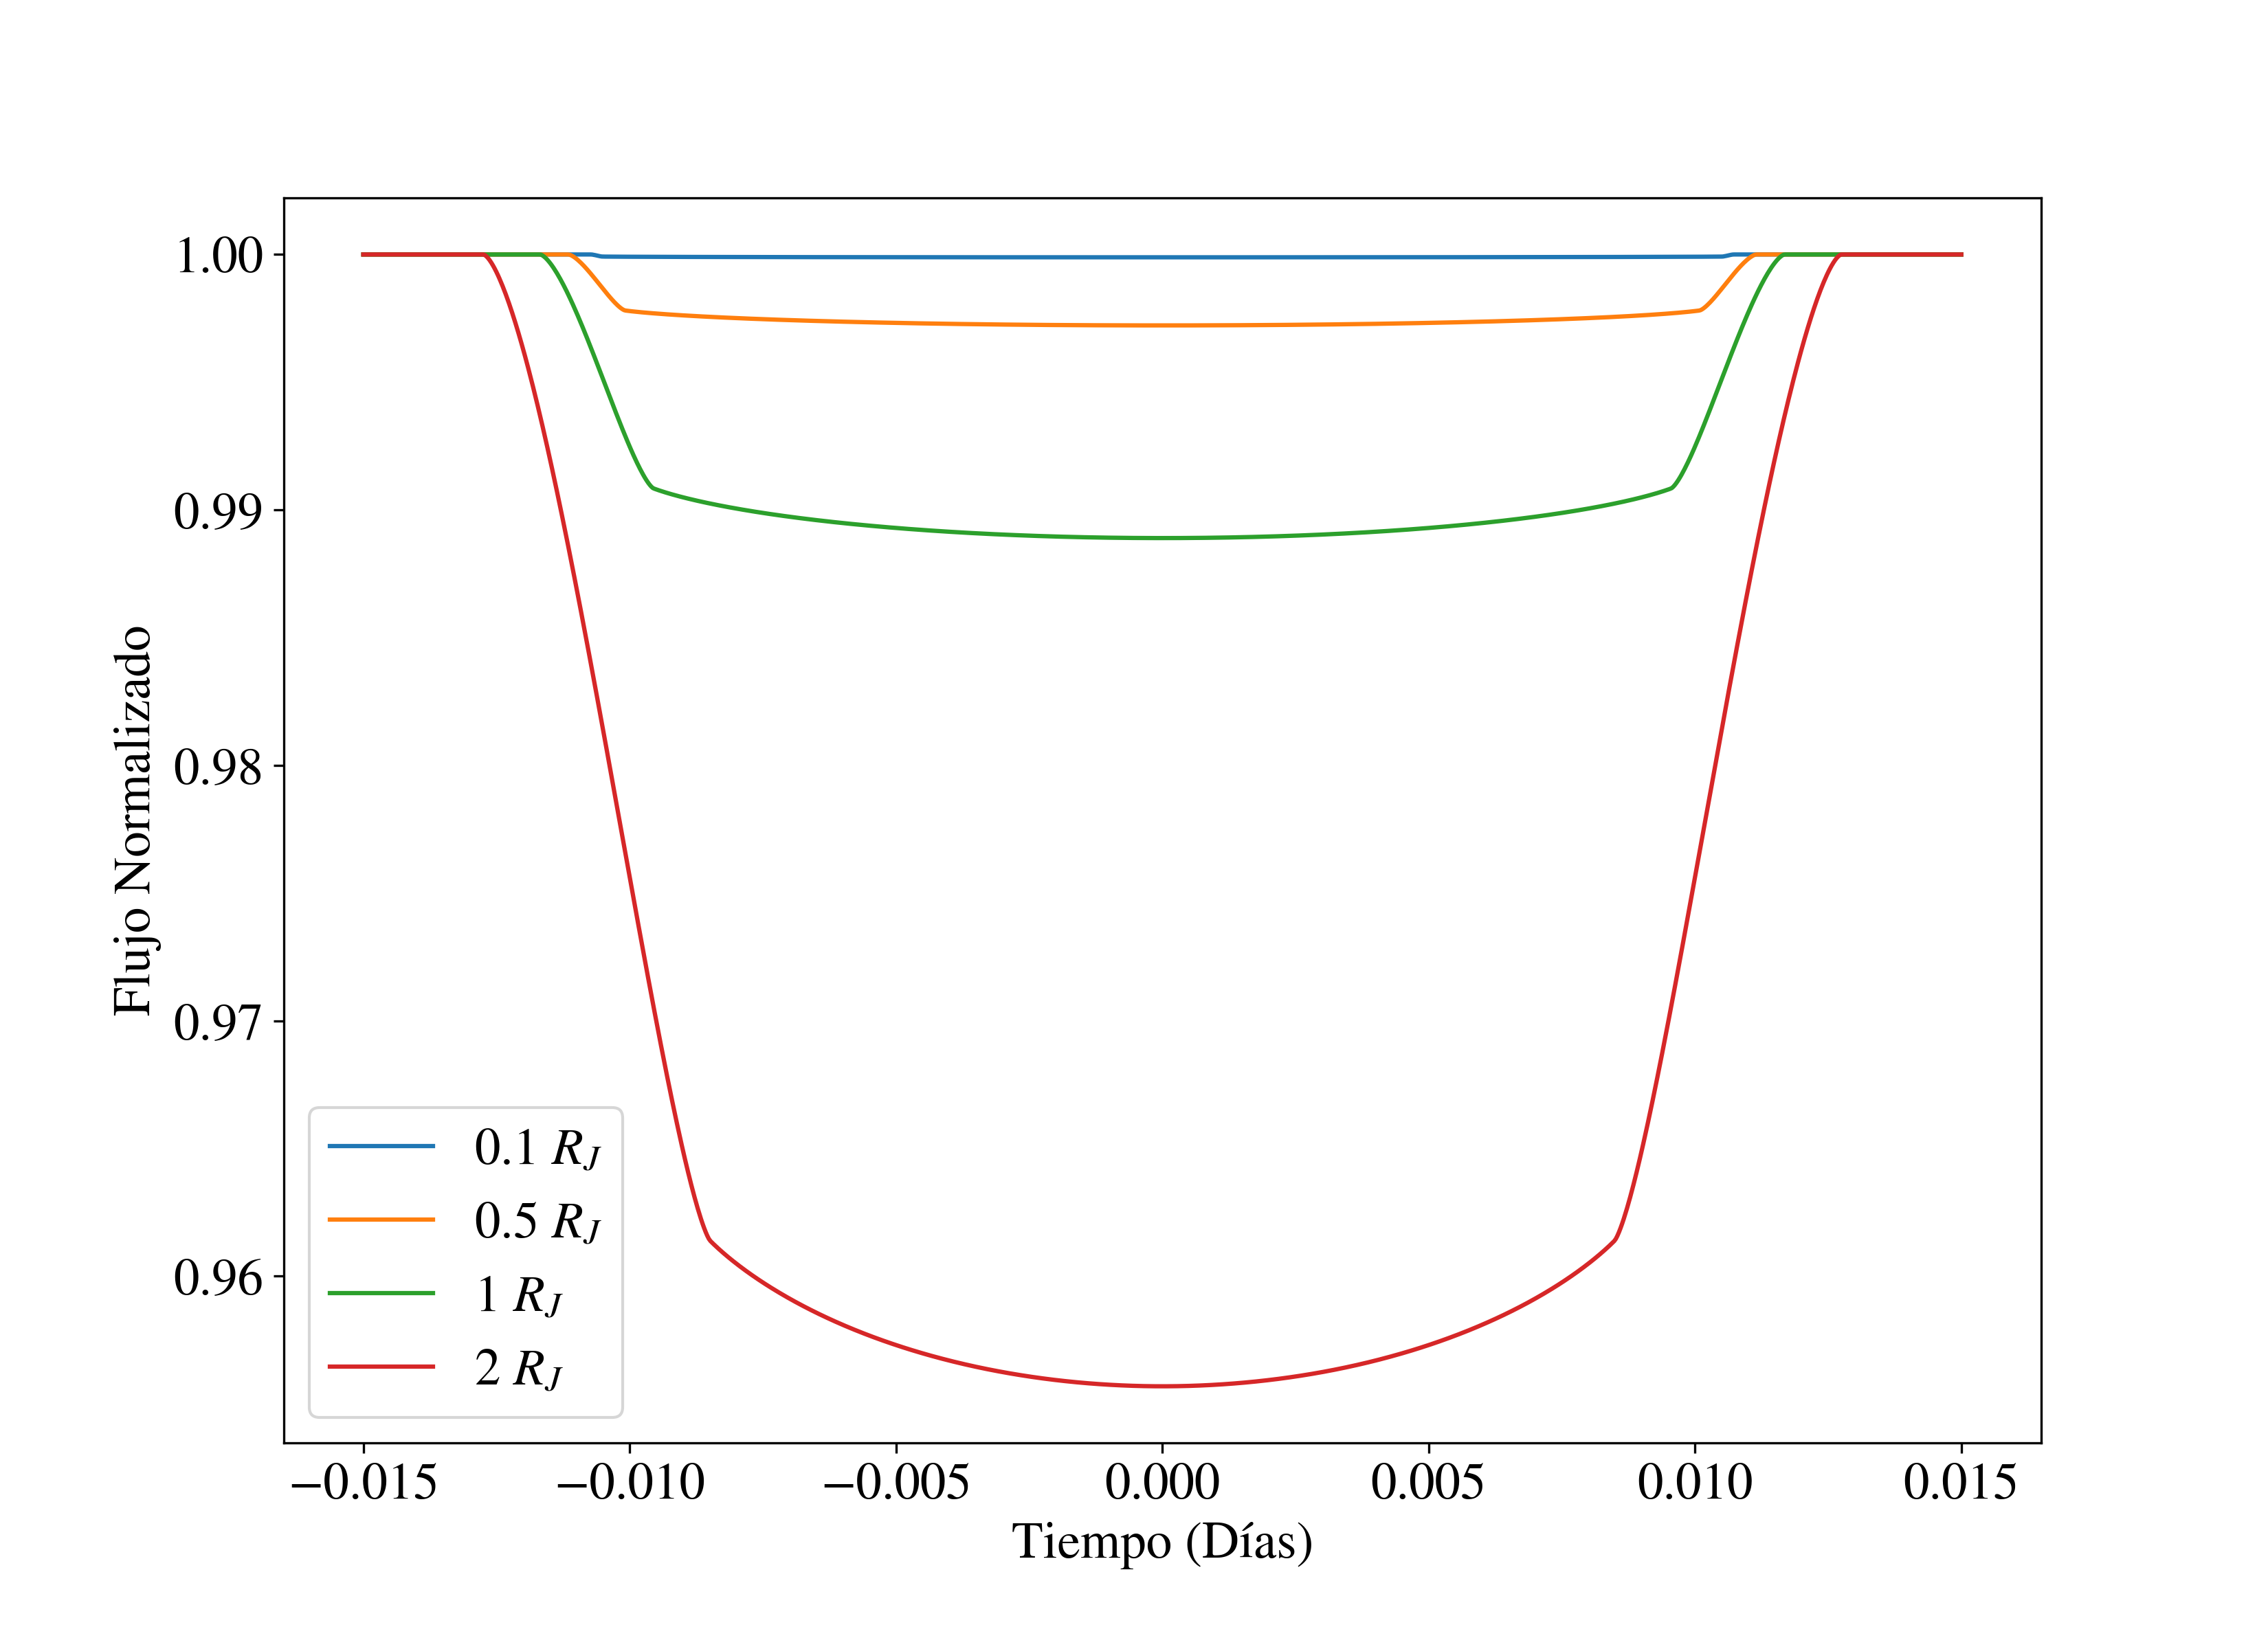 Flujo Normalizado
1.00
0.99
0.98
0.97
0.96
0.1 R_J
0.5 R_J
1 R_J
2 R_J
−0.015 −0.010 −0.005 0.000 0.005 0.010 0.015
Tiempo (Días)